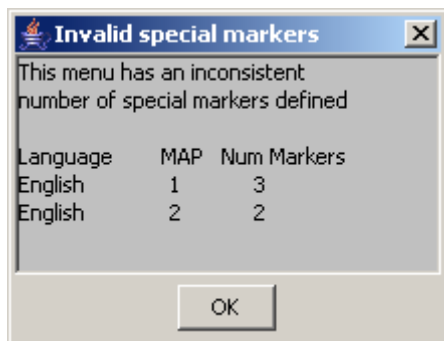 Invalid special markers
This menu has an inconsistent
number of special markers defined
Language MAP Num Markers
English 1 3
English 2 2
OK